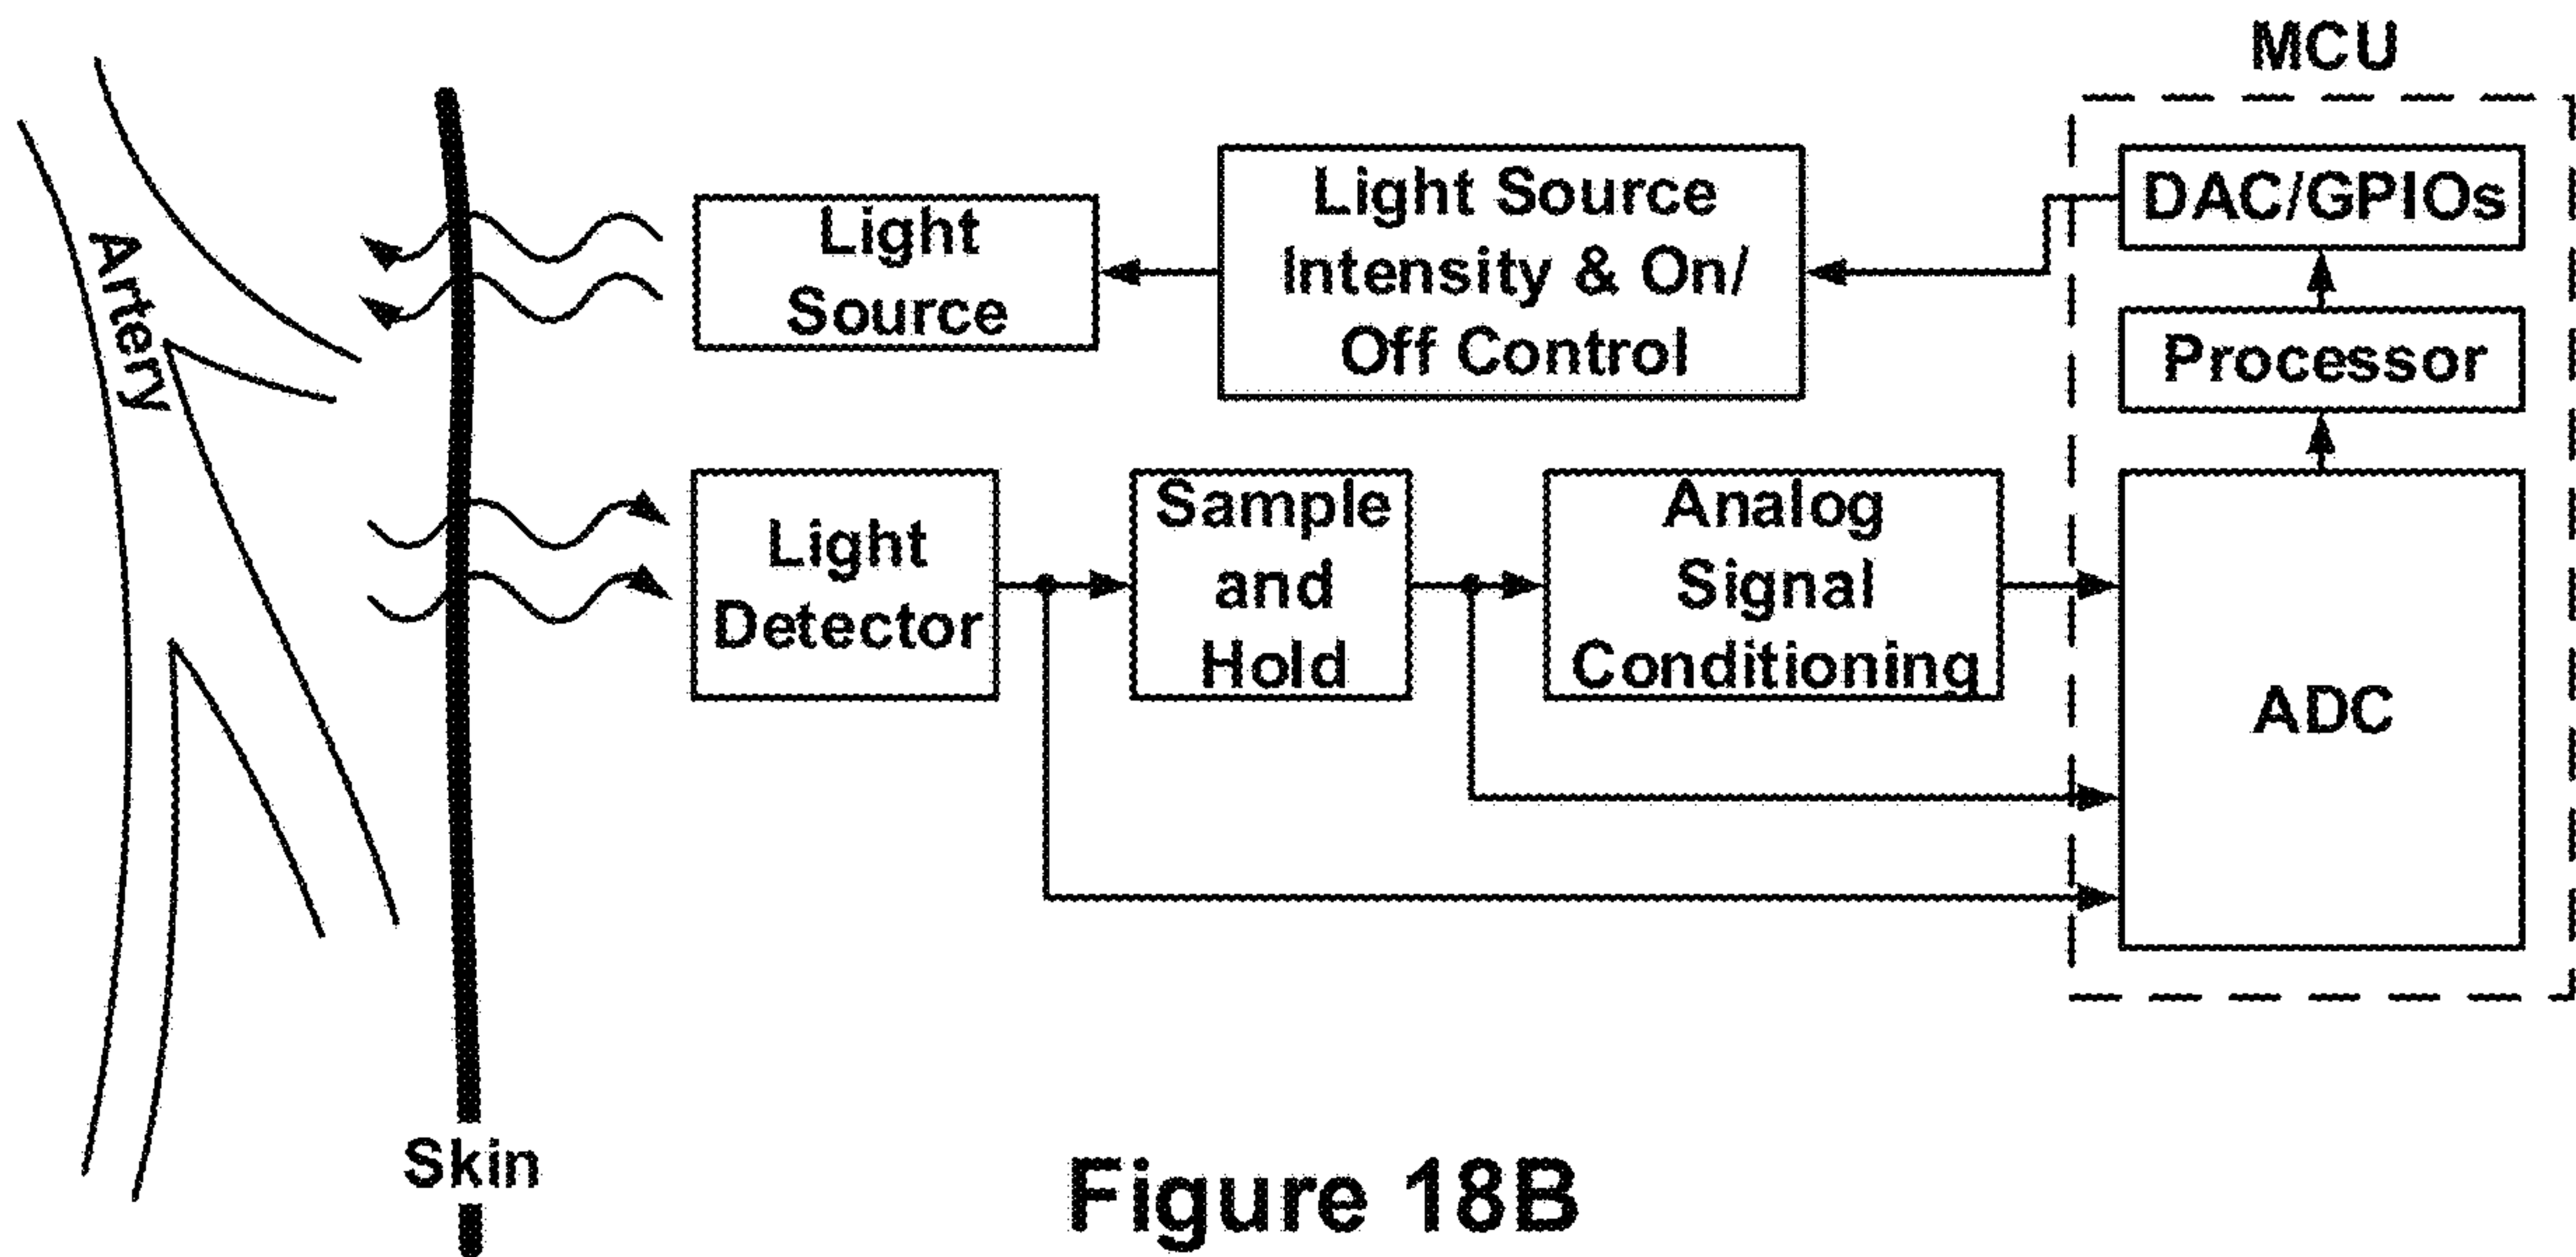 MCU
Light
Source
Light Source
Intensity & On/
Off Control
DAC/GPIOs
Processor
Artery
Light
Detector
Sample
and
Hold
Analog
Signal
Conditioning
ADC
Skin
Figure 18B